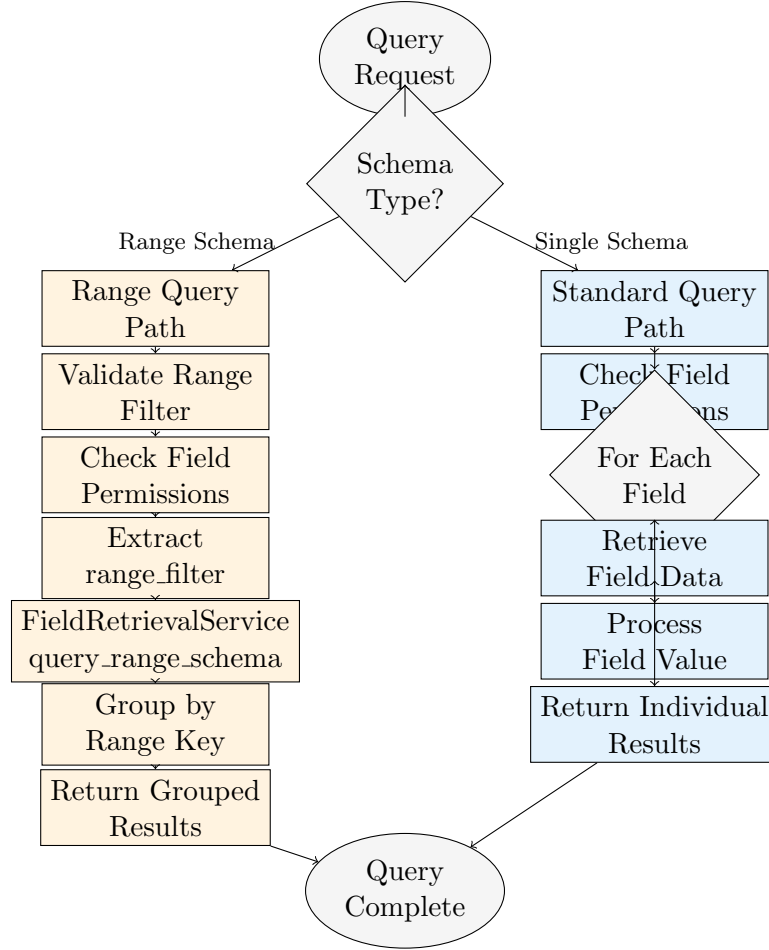 Query
Request
Schema
Type?
Range Schema
Single Schema
Range Query
Path
Validate Range
Filter
Check Field
Permissions
Extract
range_filter
FieldRetrievalService
query_range_schema
Group by
Range Key
Return Grouped
Results
Standard Query
Path
Check Field
For Each
Field
Retrieve
Field Data
Process
Field Value
Return Individual
Results
Query
Complete